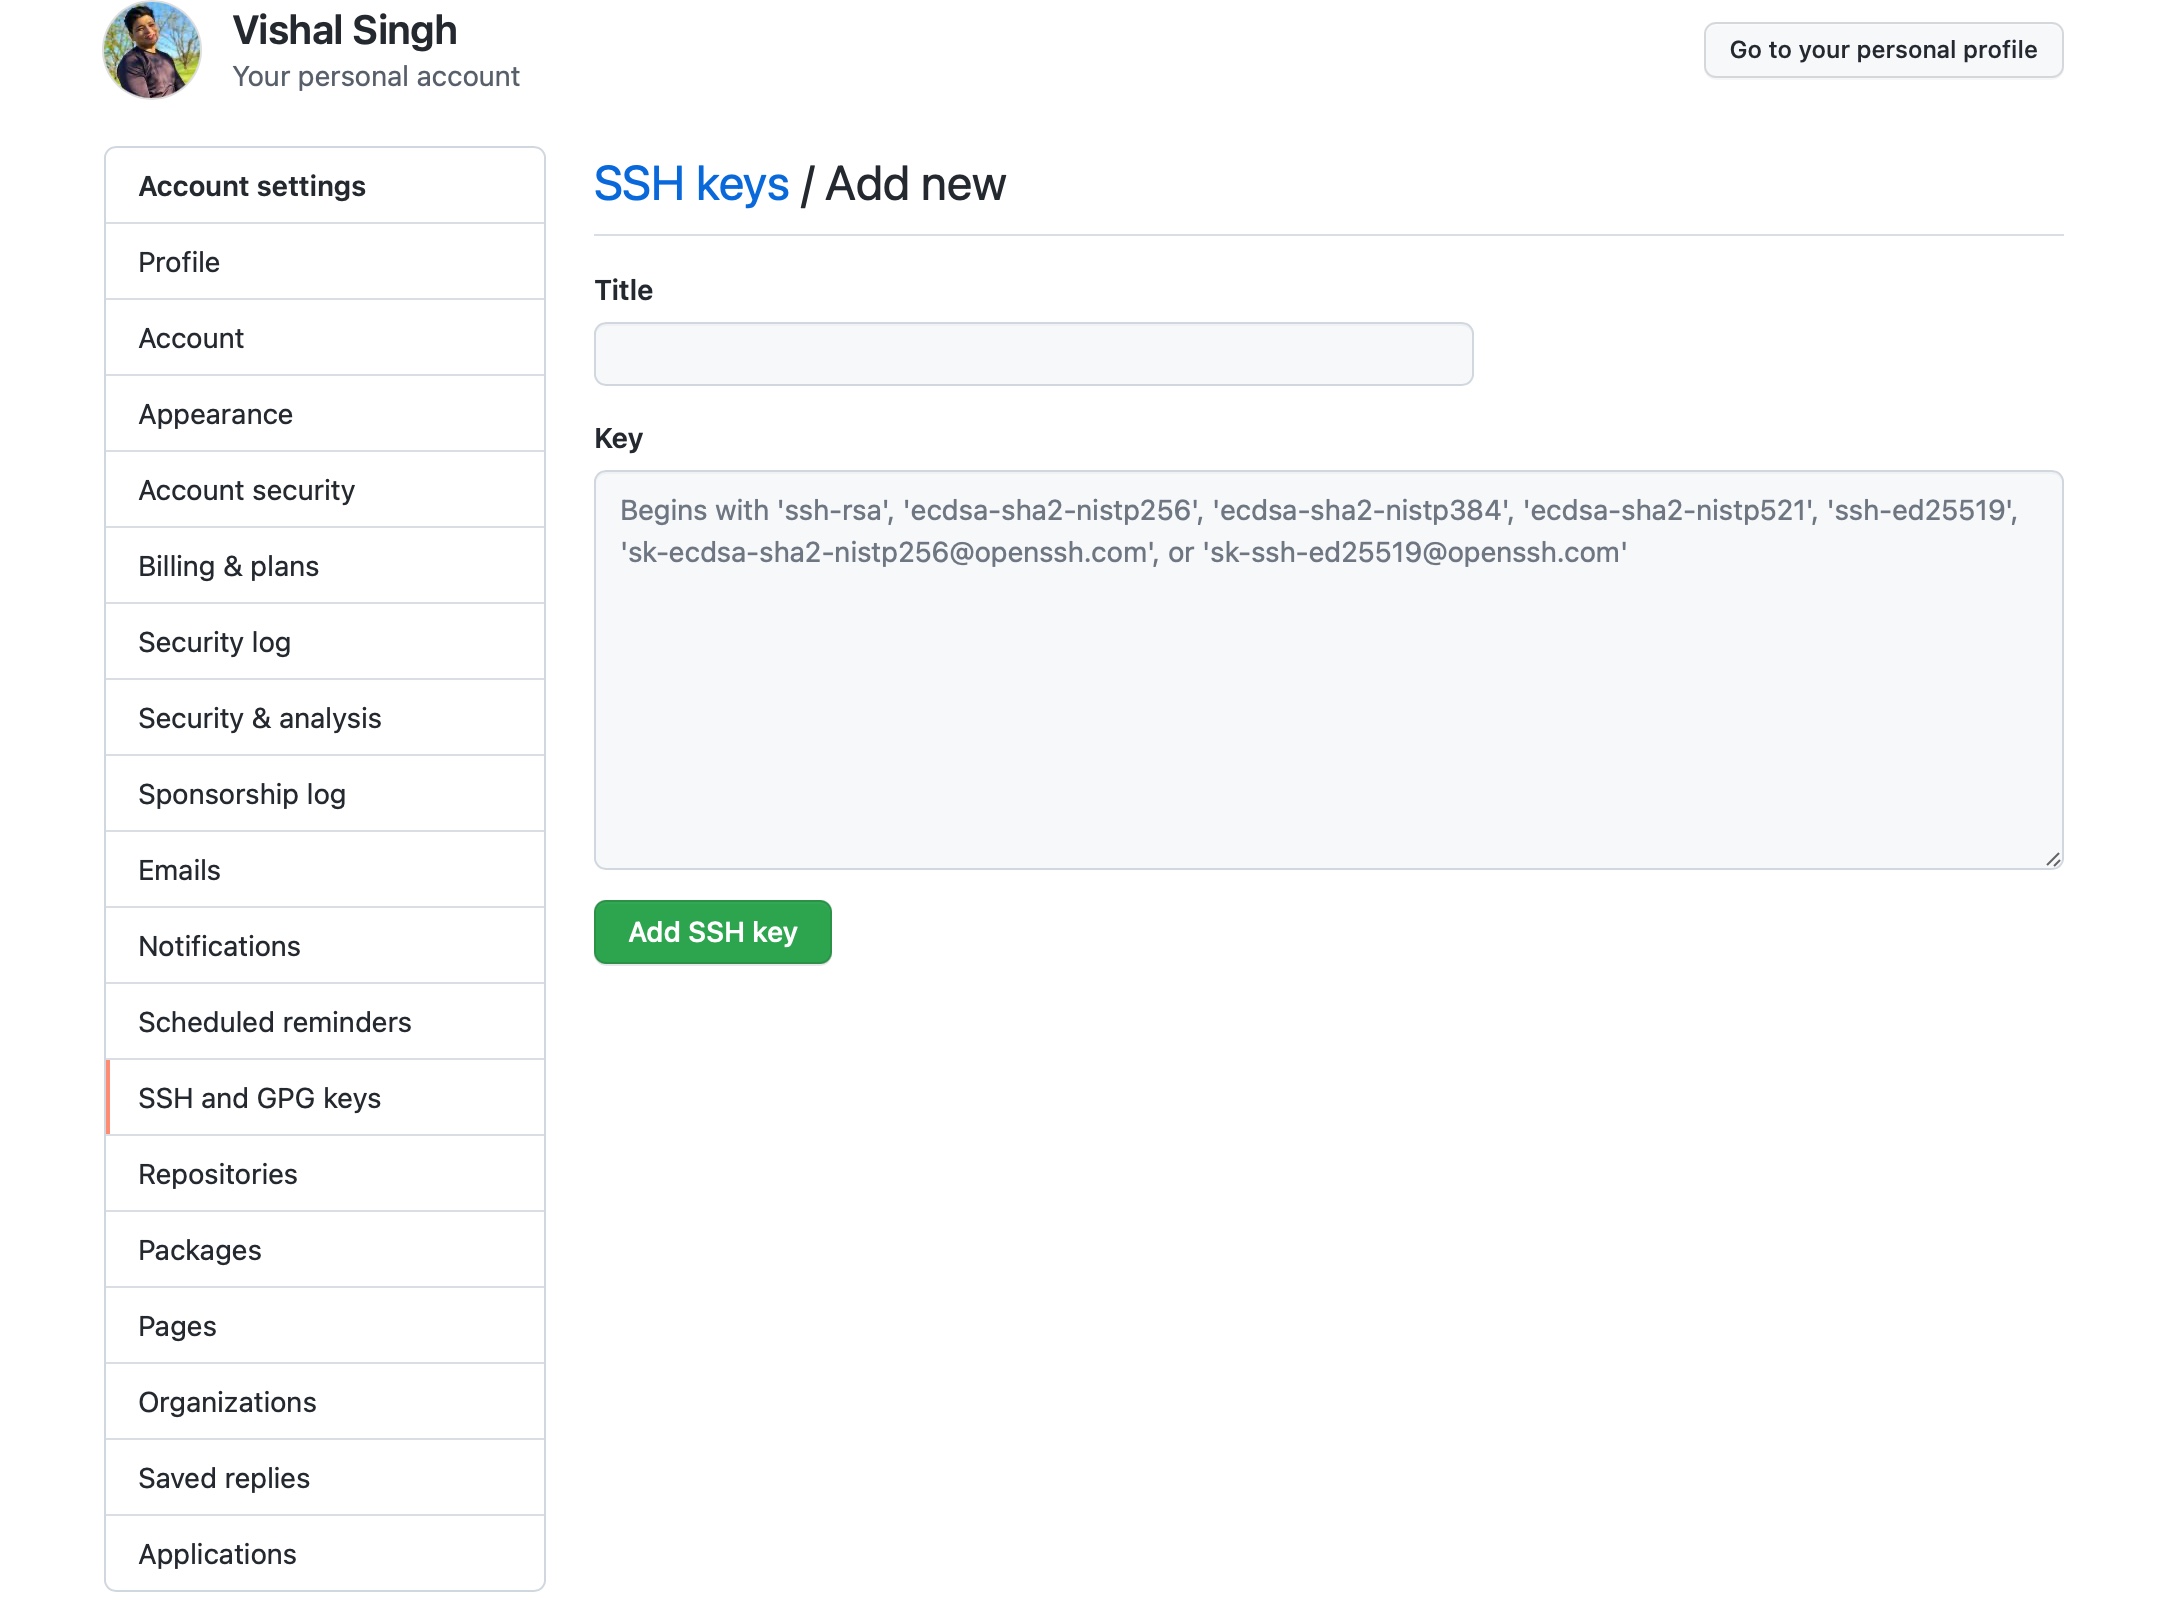 Vishal Singh
Your personal account
Go to your personal profile
Account settings
Profile
Account
Appearance
Account security
Billing & plans
Security log
Security & analysis
Sponsorship log
Emails
Notifications
Scheduled reminders
SSH and GPG keys
Repositories
Packages
Pages
Organizations
Saved replies
Applications
SSH keys / Add new
Title
Key
Begins with 'ssh-rsa', 'ecdsa-sha2-nistp256', 'ecdsa-sha2-nistp384', 'ecdsa-sha2-nistp521', 'ssh-ed25519',
'sk-ecdsa-sha2-nistp256@openssh.com', or 'sk-ssh-ed25519@openssh.com'
Add SSH key